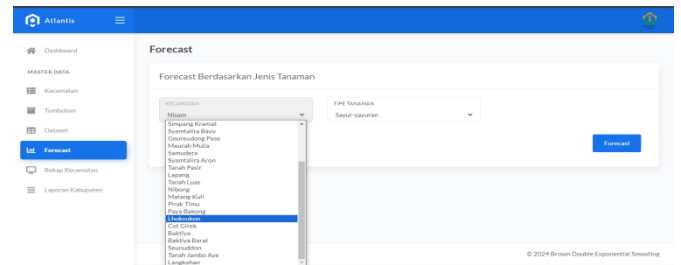 Atlantis
Dashboard
Forecast
MASTER DATA
Forecast Berdasarkan Jenis Tanaman
Kecamatan
KECAMATAN
TIPE TANAMAN
Tumbuhan
Nisam
Sayur-sayuran
Simpang Kramat
Syamtalira Bayu
Dataset
Geureudong Pase
Maurah Mulia
Forecast
Samudera
Forecast
Syamtalira Aron
Tanah Pasir
Rekap Kecamatan
Lapang
Tanah Luas
Laporan Kabupaten
Nibong
Matang Kuli
Pirak Timu
Paya Bakong
Lhoksukon
Cot Girek
Baktiya
Baktiya Barat
Seunuddon
Tanah Jambo Aye
Langkahan
© 2024 Brown Double Exponential Smooting